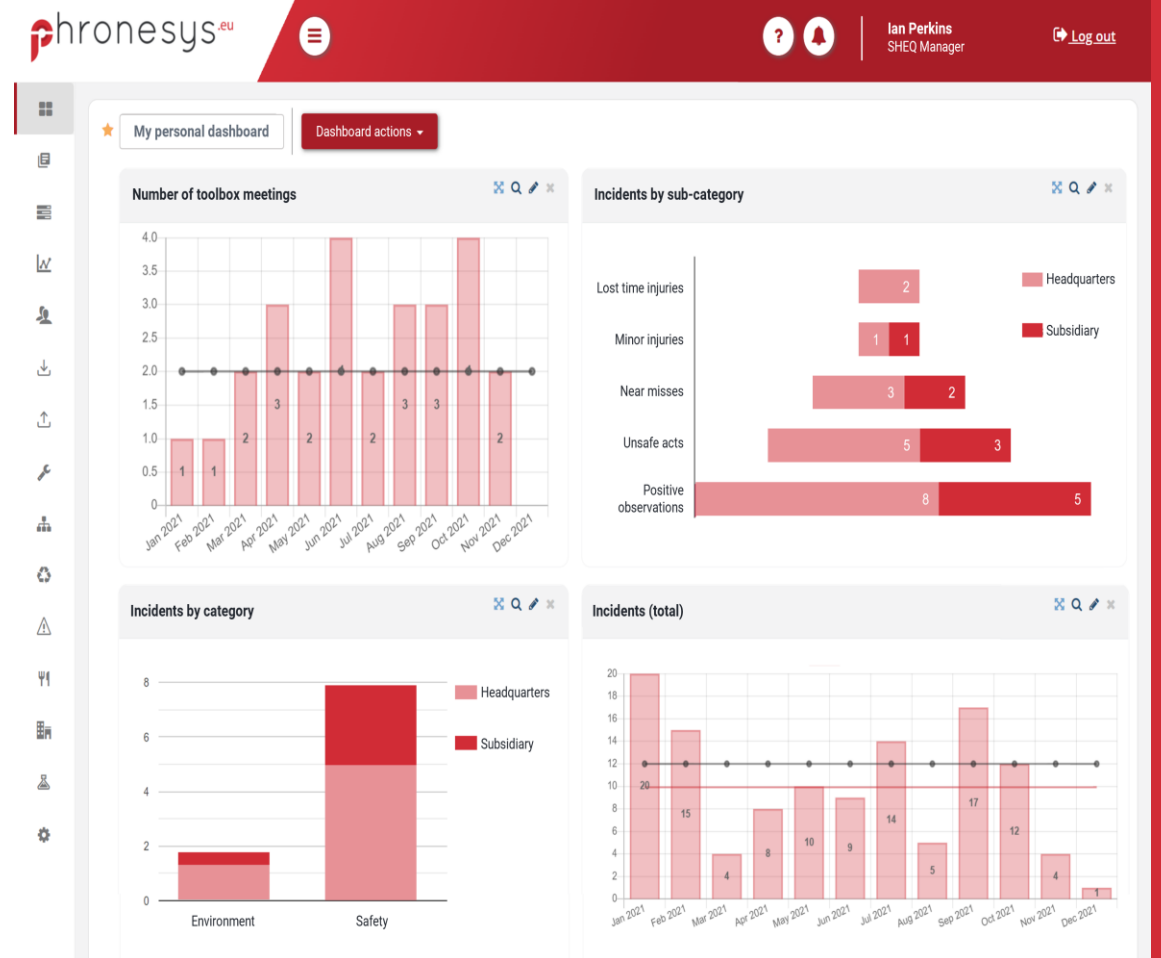 phronesys.eu
?
Ian Perkins
SHEQ Manager
Log out
My personal dashboard
Dashboard actions
Number of toolbox meetings
4.0
3.5
3.0
2.5
2.0
1.5
1.0
0.5
0
1
1
2
3
2
4
2
3
3
4
2
Jan 2021
Feb 2021
Mar 2021
Apr 2021
May 2021
Jun 2021
Jul 2021
Aug 2021
Sep 2021
Oct 2021
Nov 2021
Dec 2021
Incidents by sub-category
Lost time injuries
2
Minor injuries
1 1
Near misses
3 2
Unsafe acts
5 3
Positive
observations
8 5
Headquarters
Subsidiary
Incidents by category
8
6
4
2
0
Environment
Safety
Headquarters
Subsidiary
Incidents (total)
20
18
16
14
12
10
8
6
4
2
0
20
15
4
8
10
9
14
5
17
12
4
1
Jan 2021
Feb 2021
Mar 2021
Apr 2021
May 2021
Jun 2021
Jul 2021
Aug 2021
Sep 2021
Oct 2021
Nov 2021
Dec 2021